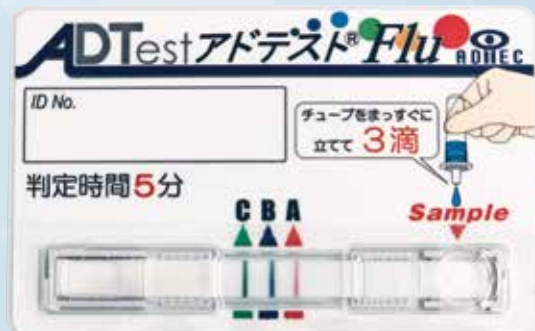 ADTestアドテスト® Flu ADTEC
ID No.
チューブをまっすぐに
立てて 3滴
判定時間5分
C B A
Sample